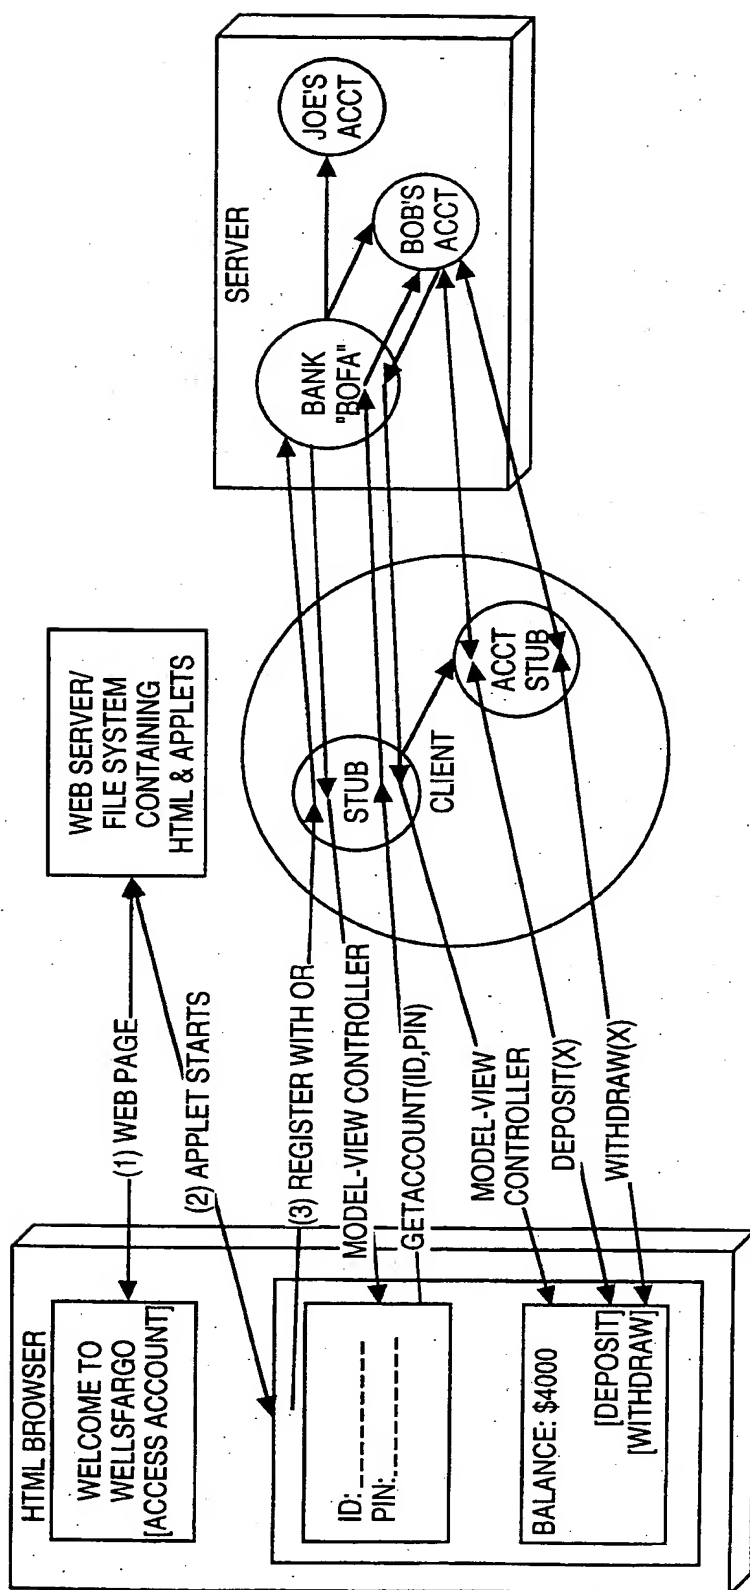 HTML BROWSER
WELCOME TO
WELLSFARGO
[ACCESS ACCOUNT]
ID: _ _ _ _ _ _ _ _ _
PIN:_ _ _ _ _ _ _ _ _
BALANCE: $4000
[DEPOSIT]
[WITHDRAW]
(1) WEB PAGE
(2) APPLET STARTS
(3) REGISTER WITH OR
MODEL-VIEW CONTROLLER
GETACCOUNT(ID,PIN)
MODEL-VIEW
CONTROLLER
DEPOSIT(X)
WITHDRAW(X)
WEB SERVER/
FILE SYSTEM
CONTAINING
HTML & APPLETS
STUB
CLIENT
ACCT
STUB
SERVER
BANK
"BOFA"
JOE'S
ACCT
BOB'S
ACCT